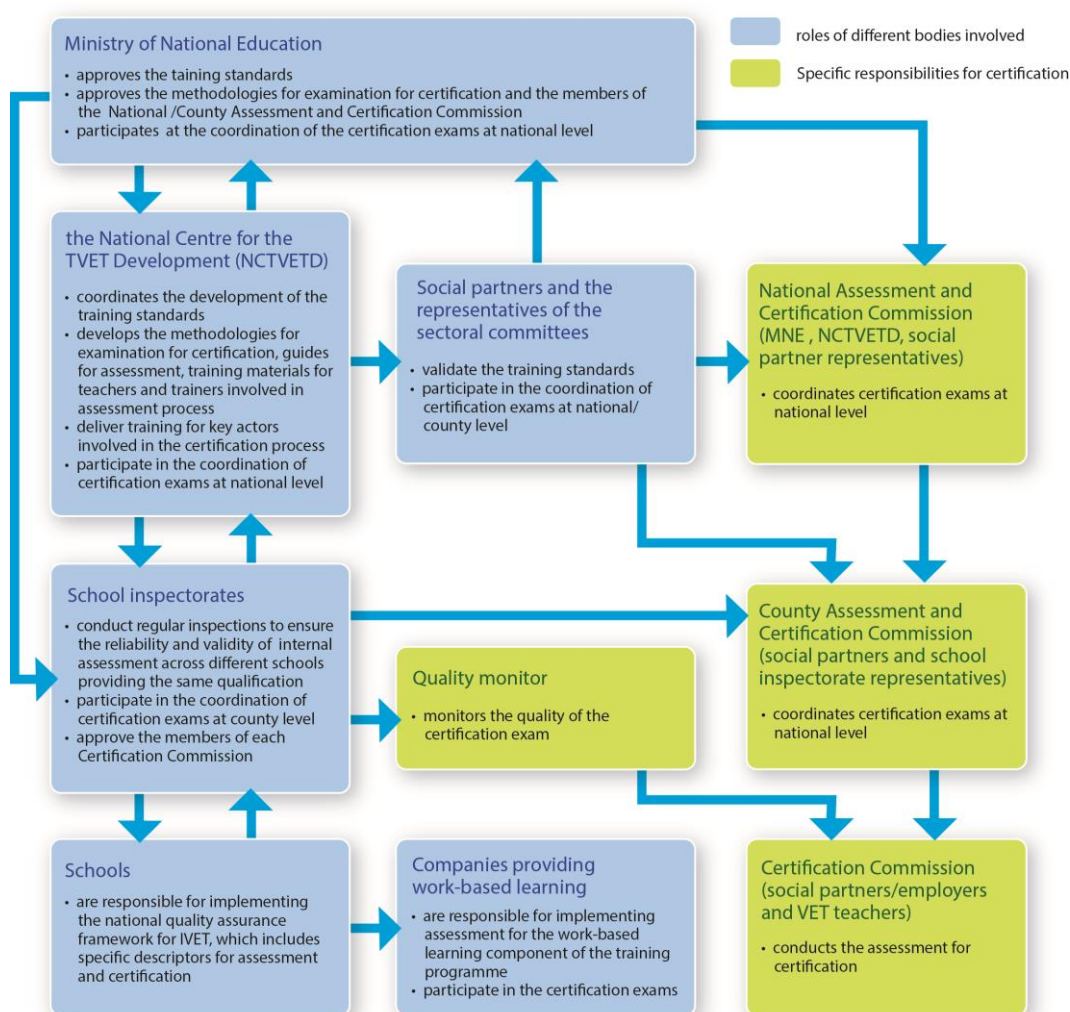 Ministry of National Education
• approves the taining standards
• approves the methodologies for examination for certification and the members of
the National /County Assessment and Certification Commission
• participates at the coordination of the certification exams at national level
roles of different bodies involved
Specific responsibilities for certification
the National Centre for the
TVET Development (NCTVETD)
• coordinates the development of the
training standards
• develops the methodologies for
examination for certification, guides
for assessment, training materials for
teachers and trainers involved in
assessment process
• deliver training for key actors
involved in the certification process
• participate in the coordination of
certification exams at national level
Social partners and the
representatives of the
sectoral committees
• validate the training standards
• participate in the coordination of
certification exams at national/
county level
National Assessment and
Certification Commission
(MNE , NCTVETD, social
partner representatives)
• coordinates certification exams at
national level
School inspectorates
• conduct regular inspections to ensure
the reliability and validity of internal
assessment across different schools
providing the same qualification
• participate in the coordination of
certification exams at county level
• approve the members of each
Certification Commission
Quality monitor
• monitors the quality of the
certification exam
County Assessment and
Certification Commission
(social partners and school
inspectorate representatives)
• coordinates certification exams at
national level
Schools
• are responsible for implementing
the national quality assurance
framework for IVET, which includes
specific descriptors for assessment
and certification
Companies providing
work-based learning
• are responsible for implementing
assessment for the work-based
learning component of the training
programme
• participate in the certification exams
Certification Commission
(social partners/employers
and VET teachers)
• conducts the assessment for
certification